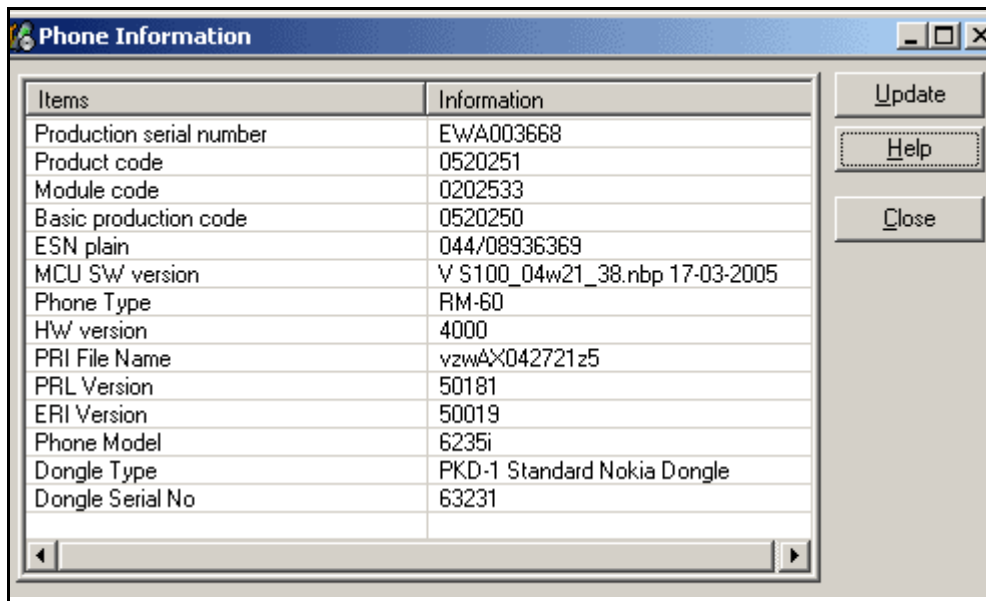 Phone Information
Items Information
Production serial number EWA003668
Product code 0520251
Module code 0202533
Basic production code 0520250
ESN plain 044/08936369
MCU SW version V S100_04w21_38.nbp 17-03-2005
Phone Type RM-60
HW version 4000
PRI File Name vzwAX042721z5
PRL Version 50181
ERI Version 50019
Phone Model 6235i
Dongle Type PKD-1 Standard Nokia Dongle
Dongle Serial No 63231
Update
Help
Close